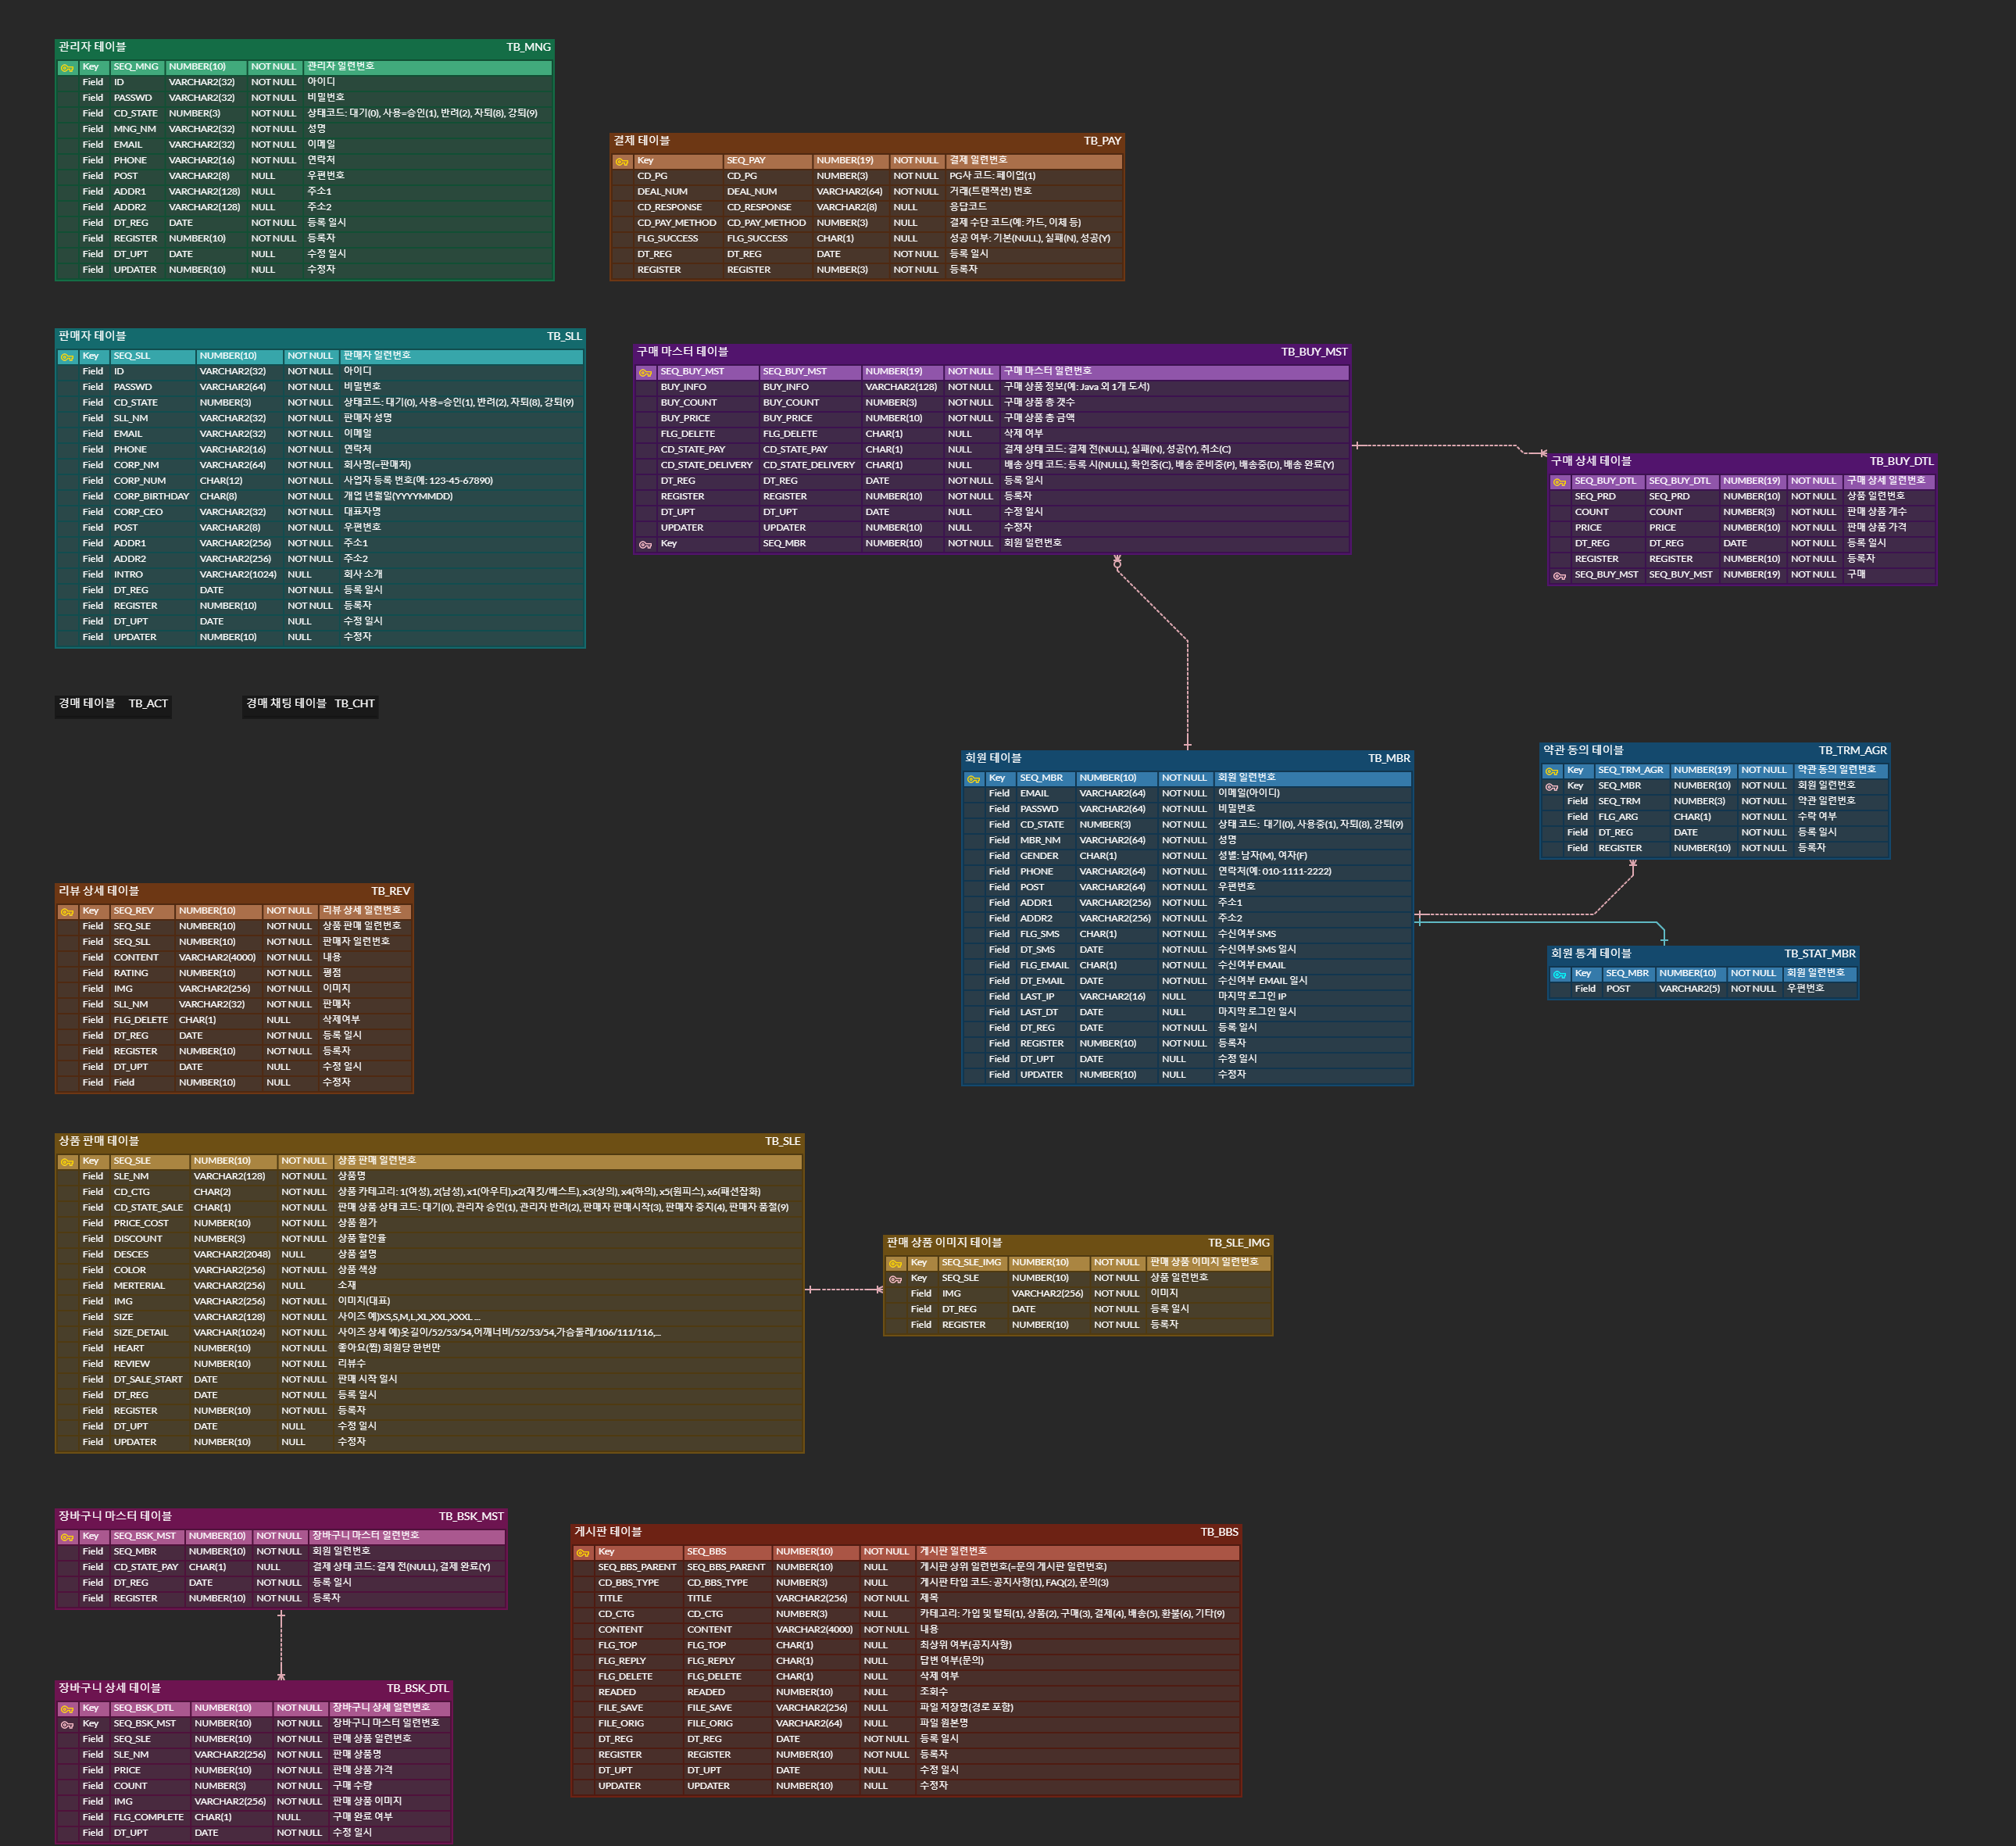 관리자 테이블 TB_MNG
Key SEQ_MNG NUMBER(10) NOT NULL 관리자 일련번호
Field ID VARCHAR2(32) NOT NULL 아이디
Field PASSWD VARCHAR2(32) NOT NULL 비밀번호
Field CD_STATE NUMBER(3) NOT NULL 상태코드: 대기(0), 사용=승인(1), 반려(2), 자퇴(8), 강퇴(9)
Field MNG_NM VARCHAR2(32) NOT NULL 성명
Field EMAIL VARCHAR2(32) NOT NULL 이메일
Field PHONE VARCHAR2(16) NOT NULL 연락처
Field POST VARCHAR2(8) NULL 우편번호
Field ADDR1 VARCHAR2(128) NULL 주소1
Field ADDR2 VARCHAR2(128) NULL 주소2
Field DT_REG DATE NOT NULL 등록 일시
Field REGISTER NUMBER(10) NOT NULL 등록자
Field DT_UPT DATE NULL 수정 일시
Field UPDATER NUMBER(10) NULL 수정자
결제 테이블 TB_PAY
Key SEQ_PAY NUMBER(19) NOT NULL 결제 일련번호
CD_PG CD_PG NUMBER(3) NOT NULL PG사 코드: 페이업(1)
DEAL_NUM DEAL_NUM VARCHAR2(64) NOT NULL 거래(트랜잭션) 번호
CD_RESPONSE CD_RESPONSE VARCHAR2(8) NULL 응답코드
CD_PAY_METHOD CD_PAY_METHOD NUMBER(3) NULL 결제 수단 코드(예: 카드, 이체 등)
FLG_SUCCESS FLG_SUCCESS CHAR(1) NULL 성공 여부: 기본(NULL), 실패(N), 성공(Y)
DT_REG DT_REG DATE NOT NULL 등록 일시
REGISTER REGISTER NUMBER(3) NOT NULL 등록자
판매자 테이블 TB_SLL
Key SEQ_SLL NUMBER(10) NOT NULL 판매자 일련번호
Field ID VARCHAR2(32) NOT NULL 아이디
Field PASSWD VARCHAR2(64) NOT NULL 비밀번호
Field CD_STATE NUMBER(3) NOT NULL 상태코드: 대기(0), 사용=승인(1), 반려(2), 자퇴(8), 강퇴(9)
Field SLL_NM VARCHAR2(32) NOT NULL 판매자 성명
Field EMAIL VARCHAR2(32) NOT NULL 이메일
Field PHONE VARCHAR2(16) NOT NULL 연락처
Field CORP_NM VARCHAR2(64) NOT NULL 회사명(=판매처)
Field CORP_NUM CHAR(12) NOT NULL 사업자 등록 번호(예: 123-45-67890)
Field CORP_BIRTHDAY CHAR(8) NOT NULL 개업 년월일(YYYYMMDD)
Field CORP_CEO VARCHAR2(32) NOT NULL 대표자명
Field POST VARCHAR2(8) NOT NULL 우편번호
Field ADDR1 VARCHAR2(256) NOT NULL 주소1
Field ADDR2 VARCHAR2(256) NOT NULL 주소2
Field INTRO VARCHAR2(1024) NULL 회사 소개
Field DT_REG DATE NOT NULL 등록 일시
Field REGISTER NUMBER(10) NOT NULL 등록자
Field DT_UPT DATE NULL 수정 일시
Field UPDATER NUMBER(10) NULL 수정자
구매 마스터 테이블 TB_BUY_MST
SEQ_BUY_MST SEQ_BUY_MST NUMBER(19) NOT NULL 구매 마스터 일련번호
BUY_INFO BUY_INFO VARCHAR2(128) NOT NULL 구매 상품 정보(예: Java 외 1개 도서)
BUY_COUNT BUY_COUNT NUMBER(3) NOT NULL 구매 상품 총 갯수
BUY_PRICE BUY_PRICE NUMBER(10) NOT NULL 구매 상품 총 금액
FLG_DELETE FLG_DELETE CHAR(1) NULL 삭제 여부
CD_STATE_PAY CD_STATE_PAY CHAR(1) NULL 결제 상태 코드: 결제 전(NULL), 실패(N), 성공(Y), 취소(C)
CD_STATE_DELIVERY CD_STATE_DELIVERY CHAR(1) NULL 배송 상태 코드: 등록 시(NULL), 확인중(C), 배송 준비중(P), 배송중(D), 배송 완료(Y)
DT_REG DT_REG DATE NOT NULL 등록 일시
REGISTER REGISTER NUMBER(10) NOT NULL 등록자
DT_UPT DT_UPT DATE NULL 수정 일시
UPDATER UPDATER NUMBER(10) NULL 수정자
Key SEQ_MBR NUMBER(10) NOT NULL 회원 일련번호
구매 상세 테이블 TB_BUY_DTL
SEQ_BUY_DTL SEQ_BUY_DTL NUMBER(19) NOT NULL 구매 상세 일련번호
SEQ_PRD SEQ_PRD NUMBER(10) NOT NULL 상품 일련번호
COUNT COUNT NUMBER(3) NOT NULL 판매 상품 개수
PRICE PRICE NUMBER(10) NOT NULL 판매 상품 가격
DT_REG DT_REG DATE NOT NULL 등록 일시
REGISTER REGISTER NUMBER(10) NOT NULL 등록자
SEQ_BUY_MST SEQ_BUY_MST NUMBER(19) NOT NULL 구매
경매 테이블 TB_ACT
경매 채팅 테이블 TB_CHT
회원 테이블 TB_MBR
Key SEQ_MBR NUMBER(10) NOT NULL 회원 일련번호
Field EMAIL VARCHAR2(64) NOT NULL 이메일(아이디)
Field PASSWD VARCHAR2(64) NOT NULL 비밀번호
Field CD_STATE NUMBER(3) NOT NULL 상태 코드: 대기(0), 사용중(1), 자퇴(8), 강퇴(9)
Field MBR_NM VARCHAR2(64) NOT NULL 성명
Field GENDER CHAR(1) NOT NULL 성별: 남자(M), 여자(F)
Field PHONE VARCHAR2(64) NOT NULL 연락처(예: 010-1111-2222)
Field POST VARCHAR2(64) NOT NULL 우편번호
Field ADDR1 VARCHAR2(256) NOT NULL 주소1
Field ADDR2 VARCHAR2(256) NOT NULL 주소2
Field FLG_SMS CHAR(1) NOT NULL 수신여부 SMS
Field DT_SMS DATE NOT NULL 수신여부 SMS 일시
Field FLG_EMAIL CHAR(1) NOT NULL 수신여부 EMAIL
Field DT_EMAIL DATE NOT NULL 수신여부 EMAIL 일시
Field LAST_IP VARCHAR2(16) NULL 마지막 로그인 IP
Field LAST_DT DATE NULL 마지막 로그인 일시
Field DT_REG DATE NOT NULL 등록 일시
Field REGISTER NUMBER(10) NOT NULL 등록자
Field DT_UPT DATE NULL 수정 일시
Field UPDATER NUMBER(10) NULL 수정자
약관 동의 테이블 TB_TRM_AGR
Key SEQ_TRM_AGR NUMBER(19) NOT NULL 약관 동의 일련번호
Key SEQ_MBR NUMBER(10) NOT NULL 회원 일련번호
Field SEQ_TRM NUMBER(3) NOT NULL 약관 일련번호
Field FLG_ARG CHAR(1) NOT NULL 수락 여부
Field DT_REG DATE NOT NULL 등록 일시
Field REGISTER NUMBER(10) NOT NULL 등록자
회원 통계 테이블 TB_STAT_MBR
Key SEQ_MBR NUMBER(10) NOT NULL 회원 일련번호
Field POST VARCHAR2(5) NOT NULL 우편번호
리뷰 상세 테이블 TB_REV
Key SEQ_REV NUMBER(10) NOT NULL 리뷰 상세 일련번호
Field SEQ_SLE NUMBER(10) NOT NULL 상품 판매 일련번호
Field SEQ_SLL NUMBER(10) NOT NULL 판매자 일련번호
Field CONTENT VARCHAR2(4000) NOT NULL 내용
Field RATING NUMBER(10) NOT NULL 평점
Field IMG VARCHAR2(256) NOT NULL 이미지
Field SLL_NM VARCHAR2(32) NOT NULL 판매자
Field FLG_DELETE CHAR(1) NULL 삭제여부
Field DT_REG DATE NOT NULL 등록 일시
Field REGISTER NUMBER(10) NOT NULL 등록자
Field DT_UPT DATE NULL 수정 일시
Field Field NUMBER(10) NULL 수정자
상품 판매 테이블 TB_SLE
Key SEQ_SLE NUMBER(10) NOT NULL 상품 판매 일련번호
Field SLE_NM VARCHAR2(128) NOT NULL 상품명
Field CD_CTG CHAR(2) NOT NULL 상품 카테고리: 1(여성), 2(남성), x1(아우터),x2(재킷/베스트), x3(상의), x4(하의), x5(원피스), x6(패션잡화)
Field CD_STATE_SALE CHAR(1) NOT NULL 판매 상품 상태 코드: 대기(0), 관리자 승인(1), 관리자 반려(2), 판매자 판매시작(3), 판매자 중지(4), 판매자 품절(9)
Field PRICE_COST NUMBER(10) NOT NULL 상품 원가
Field DISCOUNT NUMBER(3) NOT NULL 상품 할인율
Field DESCES VARCHAR2(2048) NULL 상품 설명
Field COLOR VARCHAR2(256) NOT NULL 상품 색상
Field MERTERIAL VARCHAR2(256) NULL 소재
Field IMG VARCHAR2(256) NOT NULL 이미지(대표)
Field SIZE VARCHAR2(128) NOT NULL 사이즈 예)XS,S,M,L,XL,XXL,XXXL ...
Field SIZE_DETAIL VARCHAR(1024) NOT NULL 사이즈 상세 예)옷길이/52/53/54,어깨너비/52/53/54,가슴둘레/106/111/116,...
Field HEART NUMBER(10) NOT NULL 좋아요(찜) 회원당 한번만
Field REVIEW NUMBER(10) NOT NULL 리뷰수
Field DT_SALE_START DATE NOT NULL 판매 시작 일시
Field DT_REG DATE NOT NULL 등록 일시
Field REGISTER NUMBER(10) NOT NULL 등록자
Field DT_UPT DATE NULL 수정 일시
Field UPDATER NUMBER(10) NULL 수정자
판매 상품 이미지 테이블 TB_SLE_IMG
Key SEQ_SLE_IMG NUMBER(10) NOT NULL 판매 상품 이미지 일련번호
Key SEQ_SLE NUMBER(10) NOT NULL 상품 일련번호
Field IMG VARCHAR2(256) NOT NULL 이미지
Field DT_REG DATE NOT NULL 등록 일시
Field REGISTER NUMBER(10) NOT NULL 등록자
장바구니 마스터 테이블 TB_BSK_MST
Key SEQ_BSK_MST NUMBER(10) NOT NULL 장바구니 마스터 일련번호
Field SEQ_MBR NUMBER(10) NOT NULL 회원 일련번호
Field CD_STATE_PAY CHAR(1) NULL 결제 상태 코드: 결제 전(NULL), 결제 완료(Y)
Field DT_REG DATE NOT NULL 등록 일시
Field REGISTER NUMBER(10) NOT NULL 등록자
게시판 테이블 TB_BBS
Key SEQ_BBS NUMBER(10) NOT NULL 게시판 일련번호
SEQ_BBS_PARENT SEQ_BBS_PARENT NUMBER(10) NULL 게시판 상위 일련번호(=문의 게시판 일련번호)
CD_BBS_TYPE CD_BBS_TYPE NUMBER(3) NULL 게시판 타입 코드: 공지사항(1), FAQ(2), 문의(3)
TITLE TITLE VARCHAR2(256) NOT NULL 제목
CD_CTG CD_CTG NUMBER(3) NULL 카테고리: 가입 및 탈퇴(1), 상품(2), 구매(3), 결제(4), 배송(5), 환불(6), 기타(9)
CONTENT CONTENT VARCHAR2(4000) NOT NULL 내용
FLG_TOP FLG_TOP CHAR(1) NULL 최상위 여부(공지사항)
FLG_REPLY FLG_REPLY CHAR(1) NULL 답변 여부(문의)
FLG_DELETE FLG_DELETE CHAR(1) NULL 삭제 여부
READED READED NUMBER(10) NULL 조회수
FILE_SAVE FILE_SAVE VARCHAR2(256) NULL 파일 저장명(경로 포함)
FILE_ORIG FILE_ORIG VARCHAR2(64) NULL 파일 원본명
DT_REG DT_REG DATE NOT NULL 등록 일시
REGISTER REGISTER NUMBER(10) NOT NULL 등록자
DT_UPT DT_UPT DATE NULL 수정 일시
UPDATER UPDATER NUMBER(10) NULL 수정자
장바구니 상세 테이블 TB_BSK_DTL
Key SEQ_BSK_DTL NUMBER(10) NOT NULL 장바구니 상세 일련번호
Key SEQ_BSK_MST NUMBER(10) NOT NULL 장바구니 마스터 일련번호
Field SEQ_SLE NUMBER(10) NOT NULL 판매 상품 일련번호
Field SLE_NM VARCHAR2(256) NOT NULL 판매 상품명
Field PRICE NUMBER(10) NOT NULL 판매 상품 가격
Field COUNT NUMBER(3) NOT NULL 구매 수량
Field IMG VARCHAR2(256) NOT NULL 판매 상품 이미지
Field FLG_COMPLETE CHAR(1) NULL 구매 완료 여부
Field DT_UPT DATE NOT NULL 수정 일시